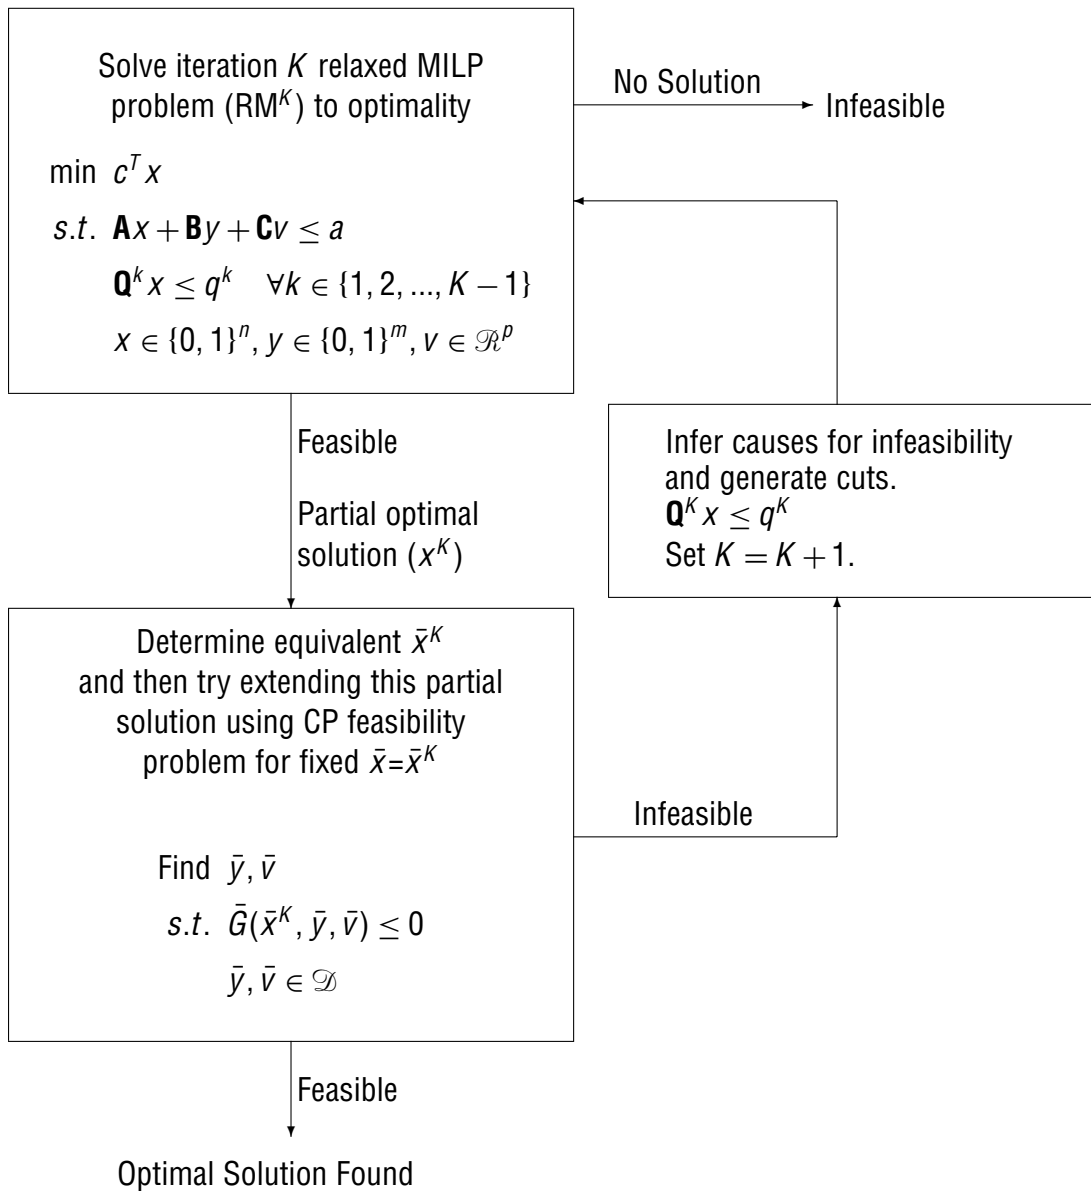 Solve iteration K relaxed MILP
problem (RM^K) to optimality
min c^T x
s.t. Ax + By + Cv ≤ a
Q^k x ≤ q^k ∀k ∈ {1, 2, ..., K − 1}
x ∈ {0, 1}^n, y ∈ {0, 1}^m, v ∈ ℛ^p
No Solution
Infeasible
Feasible
Partial optimal
solution (x^K)
Infer causes for infeasibility
and generate cuts.
Q^K x ≤ q^K
Set K = K + 1.
Determine equivalent x̄^K
and then try extending this partial
solution using CP feasibility
problem for fixed x̄=x̄^K
Find ȳ, v̄
s.t. Ḡ(x̄^K, ȳ, v̄) ≤ 0
ȳ, v̄ ∈ 𝒟
Infeasible
Feasible
Optimal Solution Found